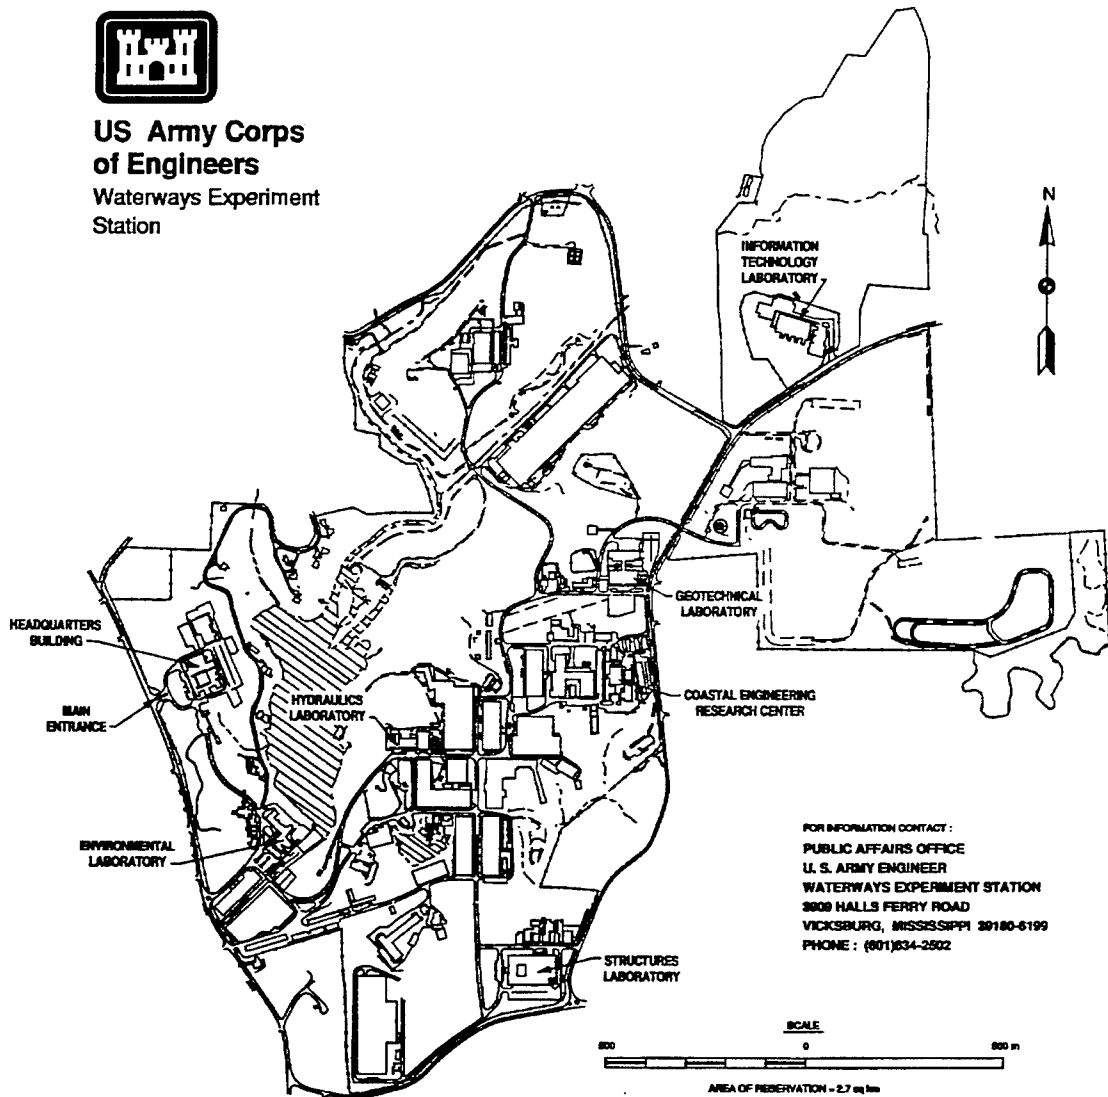 US Army Corps
of Engineers
Waterways Experiment
Station
N
INFORMATION
TECHNOLOGY
LABORATORY
GEOTECHNICAL
LABORATORY
HEADQUARTERS
BUILDING
MAIN
ENTRANCE
HYDRAULICS
LABORATORY
COASTAL ENGINEERING
RESEARCH CENTER
ENVIRONMENTAL
LABORATORY
FOR INFORMATION CONTACT :
PUBLIC AFFAIRS OFFICE
U. S. ARMY ENGINEER
WATERWAYS EXPERIMENT STATION
3909 HALLS FERRY ROAD
VICKSBURG, MISSISSIPPI 39180-6199
PHONE : (601)634-2502
STRUCTURES
LABORATORY
SCALE
0
m
AREA OF RESERVATION = 2.7 sq km